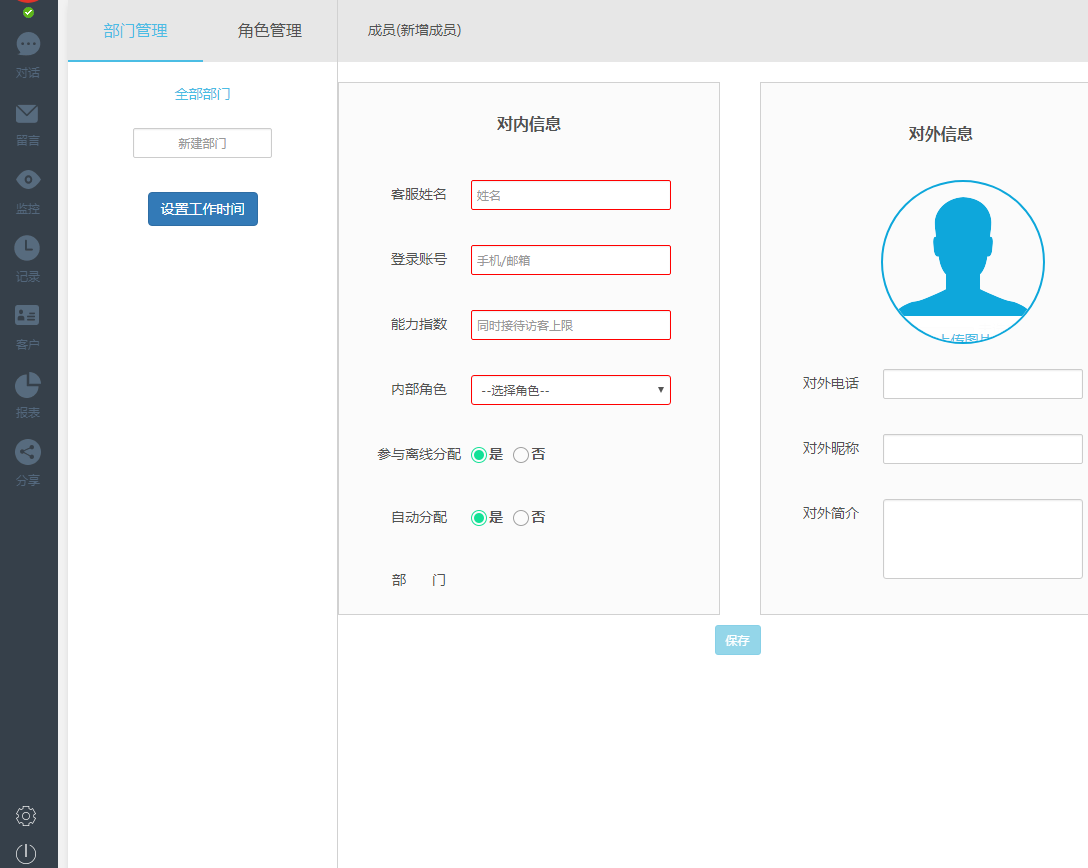 对话
留言
监控
记录
客户
报表
分享
部门管理
角色管理
全部部门
新建部门
设置工作时间
成员(新增成员)
对内信息
客服姓名 姓名
登录账号 手机/邮箱
能力指数 同时接待访客上限
内部角色 --选择角色--
参与离线分配 是 否
自动分配 是 否
部 门
对外信息
上传图片
对外电话
对外昵称
对外简介
保存